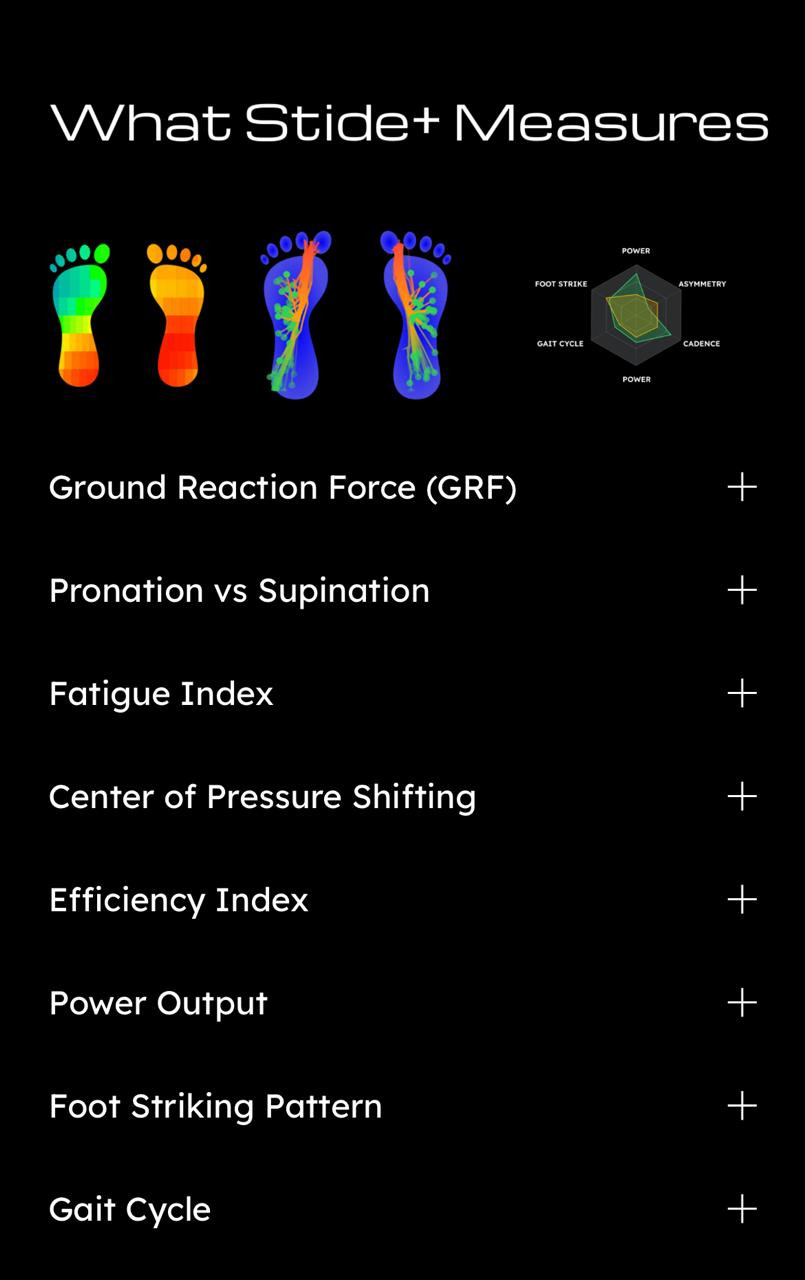 What Stide+ Measures
POWER
FOOT STRIKE
ASYMMETRY
GAIT CYCLE
CADENCE
POWER
Ground Reaction Force (GRF)
Pronation vs Supination
Fatigue Index
Center of Pressure Shifting
Efficiency Index
Power Output
Foot Striking Pattern
Gait Cycle